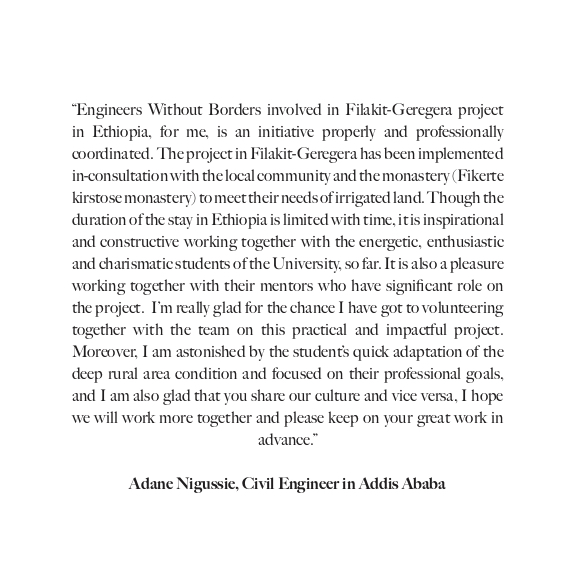 “Engineers Without Borders involved in Filakit-Geregera project
in Ethiopia, for me, is an initiative properly and professionally
coordinated. The project in Filakit-Geregera has been implemented
in-consultation with the local community and the monastery (Fikerte
kirstose monastery) to meet their needs of irrigated land. Though the
duration of the stay in Ethiopia is limited with time, it is inspirational
and constructive working together with the energetic, enthusiastic
and charismatic students of the University, so far. It is also a pleasure
working together with their mentors who have significant role on
the project. I’m really glad for the chance I have got to volunteering
together with the team on this practical and impactful project.
Moreover, I am astonished by the student’s quick adaptation of the
deep rural area condition and focused on their professional goals,
and I am also glad that you share our culture and vice versa, I hope
we will work more together and please keep on your great work in
advance.”
Adane Nigussie, Civil Engineer in Addis Ababa